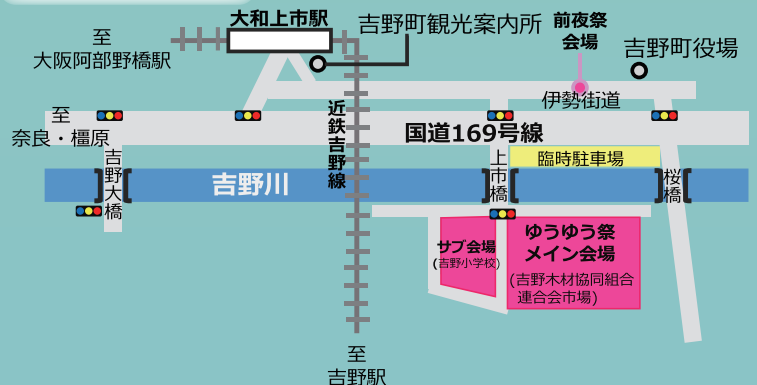 大和上市駅
吉野町観光案内所
前夜祭
会場
至
大阪阿部野橋駅
吉野町役場
伊勢街道
至
奈良・橿原
近鉄吉野線
国道169号線
吉野大橋
上市橋
臨時駐車場
桜橋
吉野川
サブ会場
(吉野小学校)
ゆうゆう祭
メイン会場
(吉野木材協同組合
連合会市場)
至
吉野駅